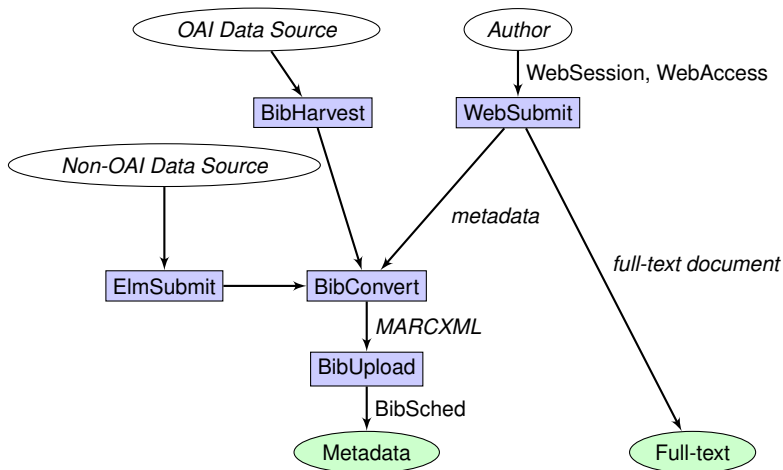 OAI Data Source
Author
WebSession, WebAccess
BibHarvest
WebSubmit
Non-OAI Data Source
metadata
full-text document
ElmSubmit
BibConvert
MARCXML
BibUpload
BibSched
Metadata
Full-text